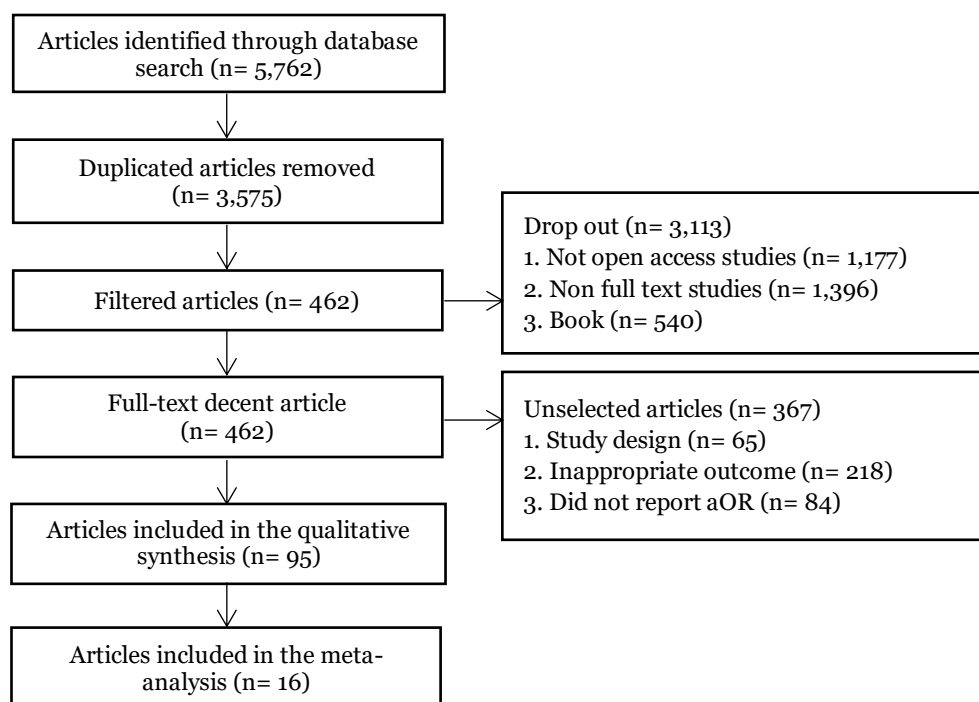 Articles identified through database
search (n= 5,762)
Duplicated articles removed
(n= 3,575)
Filtered articles (n= 462)
Drop out (n= 3,113)
1. Not open access studies (n= 1,177)
2. Non full text studies (n= 1,396)
3. Book (n= 540)
Full-text decent article
(n= 462)
Unselected articles (n= 367)
1. Study design (n= 65)
2. Inappropriate outcome (n= 218)
3. Did not report aOR (n= 84)
Articles included in the qualitative
synthesis (n= 95)
Articles included in the meta-
analysis (n= 16)